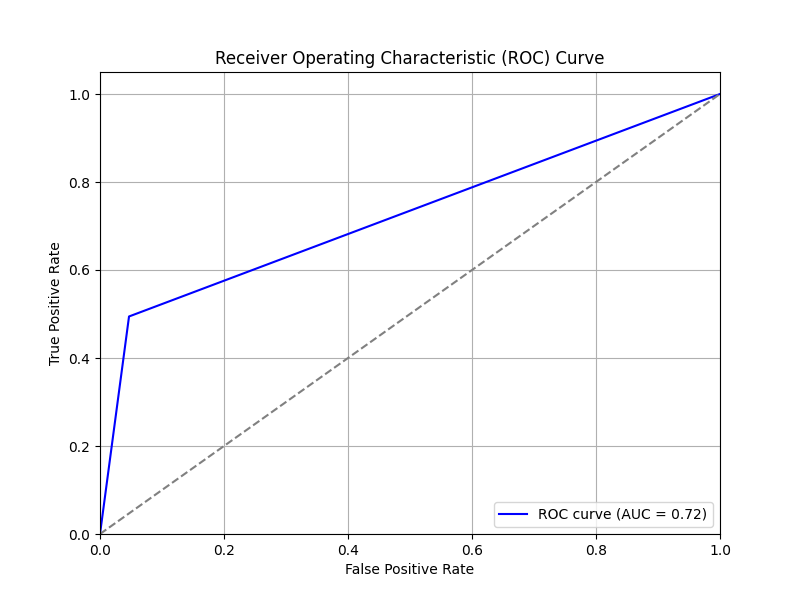 Receiver Operating Characteristic (ROC) Curve
1.0
0.8
0.6
0.4
0.2
0.0
True Positive Rate
ROC curve (AUC = 0.72)
0.0 0.2 0.4 0.6 0.8 1.0
False Positive Rate